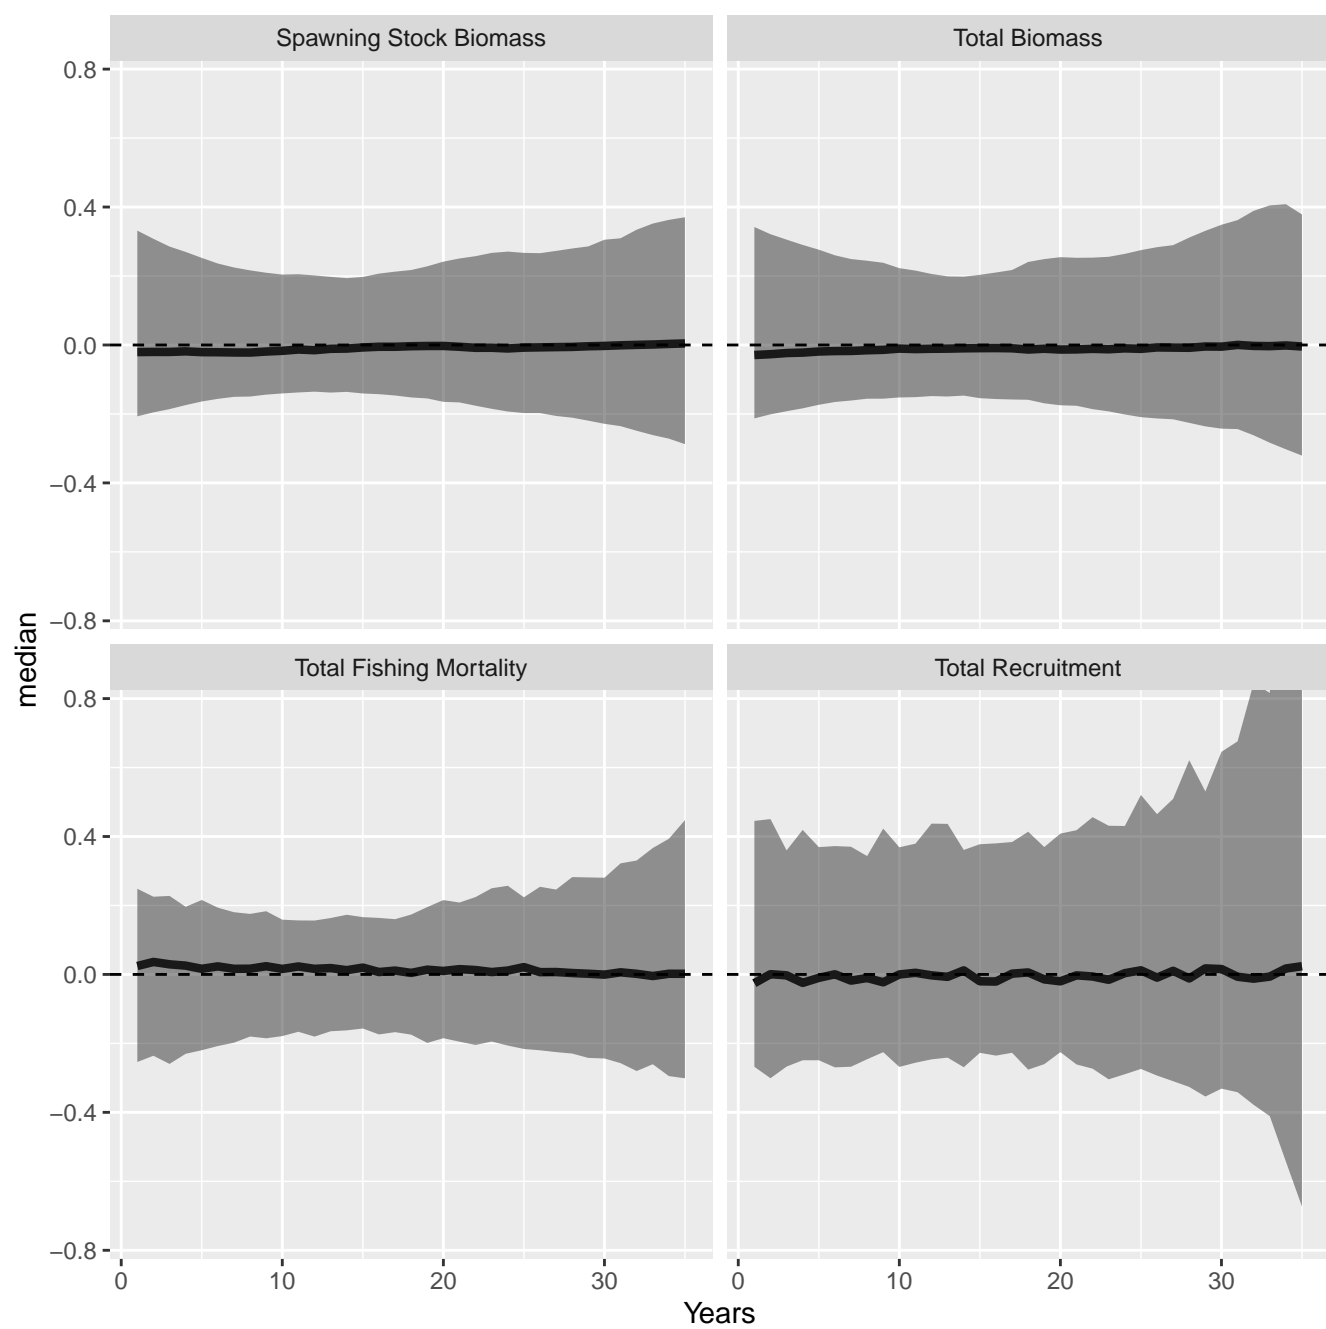 Spawning Stock Biomass
Total Biomass
0.8
0.4
0.0
−0.4
−0.8
median
Total Fishing Mortality
Total Recruitment
0.8
0.4
0.0
−0.4
−0.8
0 10 20 30
0 10 20 30
Years